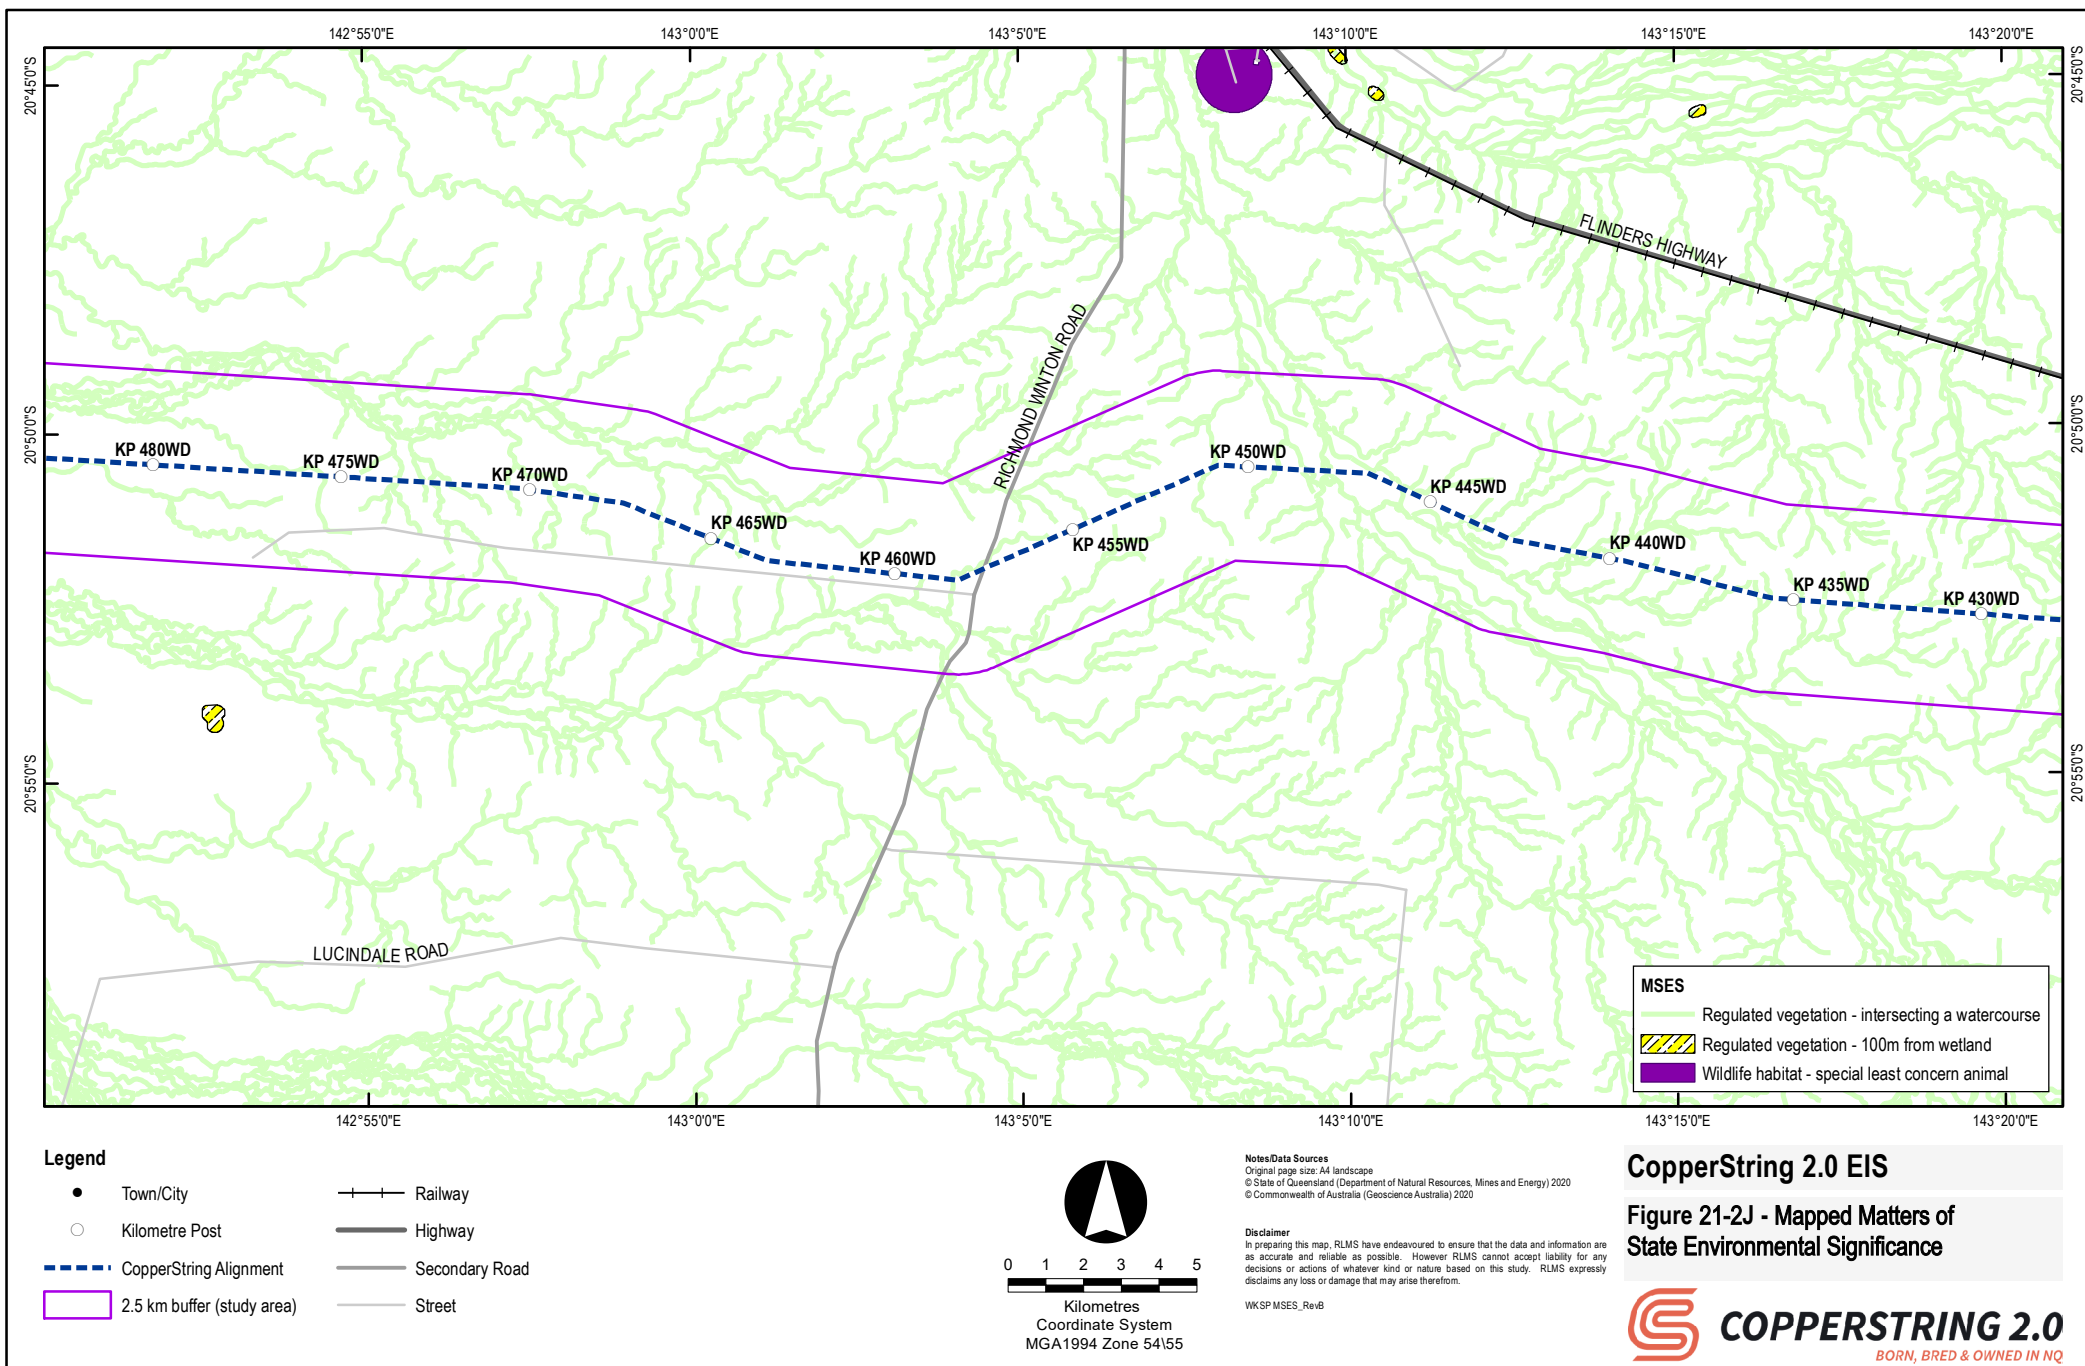 142°55'0"E 143°0'0"E 143°5'0"E 143°10'0"E 143°15'0"E 143°20'0"E
20°45'0"S
20°45'0"S
FLINDERS HIGHWAY
RICHMOND WINTON ROAD
20°50'0"S
20°50'0"S
KP 480WD
KP 475WD
KP 470WD
KP 465WD
KP 460WD
KP 455WD
KP 450WD
KP 445WD
KP 440WD
KP 435WD
KP 430WD
20°55'0"S
20°55'0"S
LUCINDALE ROAD
MSES
Regulated vegetation - intersecting a watercourse
Regulated vegetation - 100m from wetland
Wildlife habitat - special least concern animal
142°55'0"E 143°0'0"E 143°5'0"E 143°10'0"E 143°15'0"E 143°20'0"E
Legend
Town/City
Kilometre Post
CopperString Alignment
2.5 km buffer (study area)
Railway
Highway
Secondary Road
Street
0 1 2 3 4 5
Kilometres
Coordinate System
MGA1994 Zone 54\55
Notes/Data Sources
Original page size: A4 landscape
© State of Queensland (Department of Natural Resources, Mines and Energy) 2020
© Commonwealth of Australia (Geoscience Australia) 2020
Disclaimer
In preparing this map, RLMS have endeavoured to ensure that the data and information are
as accurate and reliable as possible. However RLMS cannot accept liability for any
decisions or actions of whatever kind or nature based on this study. RLMS expressly
disclaims any loss or damage that may arise therefrom.
WKSP MSES_RevB
CopperString 2.0 EIS
Figure 21-2J - Mapped Matters of
State Environmental Significance
COPPERSTRING 2.0
BORN, BRED & OWNED IN NQ